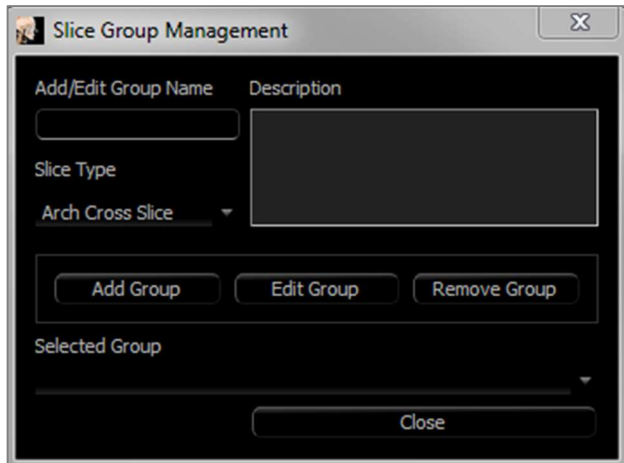 Slice Group Management
Add/Edit Group Name
Description
Slice Type
Arch Cross Slice
Add Group
Edit Group
Remove Group
Selected Group
Close